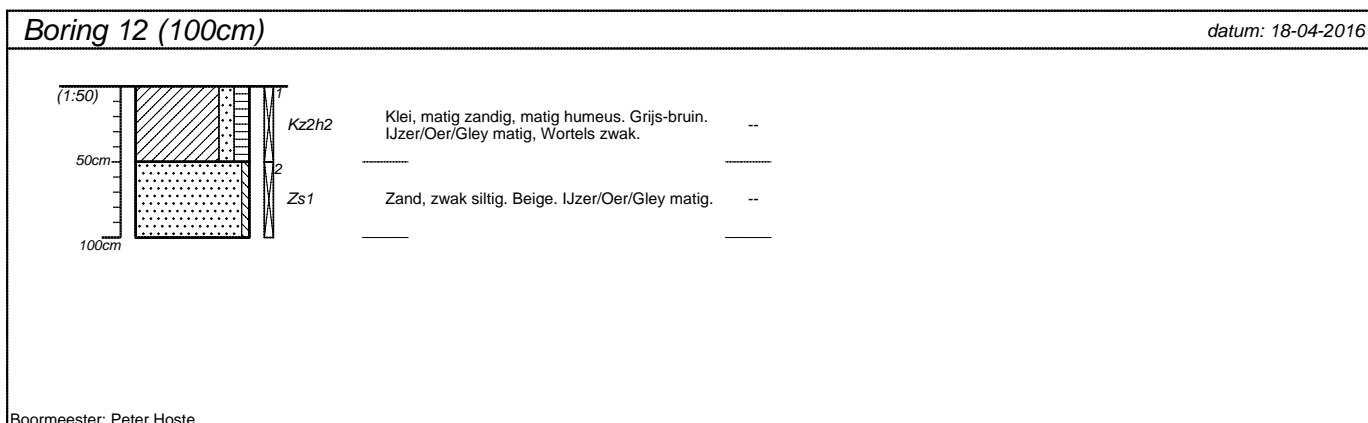 Boring 12 (100cm)
datum: 18-04-2016
(1:50)
1
Kz2h2
Klei, matig zandig, matig humeus. Grijs-bruin.
IJzer/Oer/Gley matig, Wortels zwak.
--
50cm
2
Zs1
Zand, zwak siltig. Beige. IJzer/Oer/Gley matig.
--
100cm
Boormeester: Peter Hoste